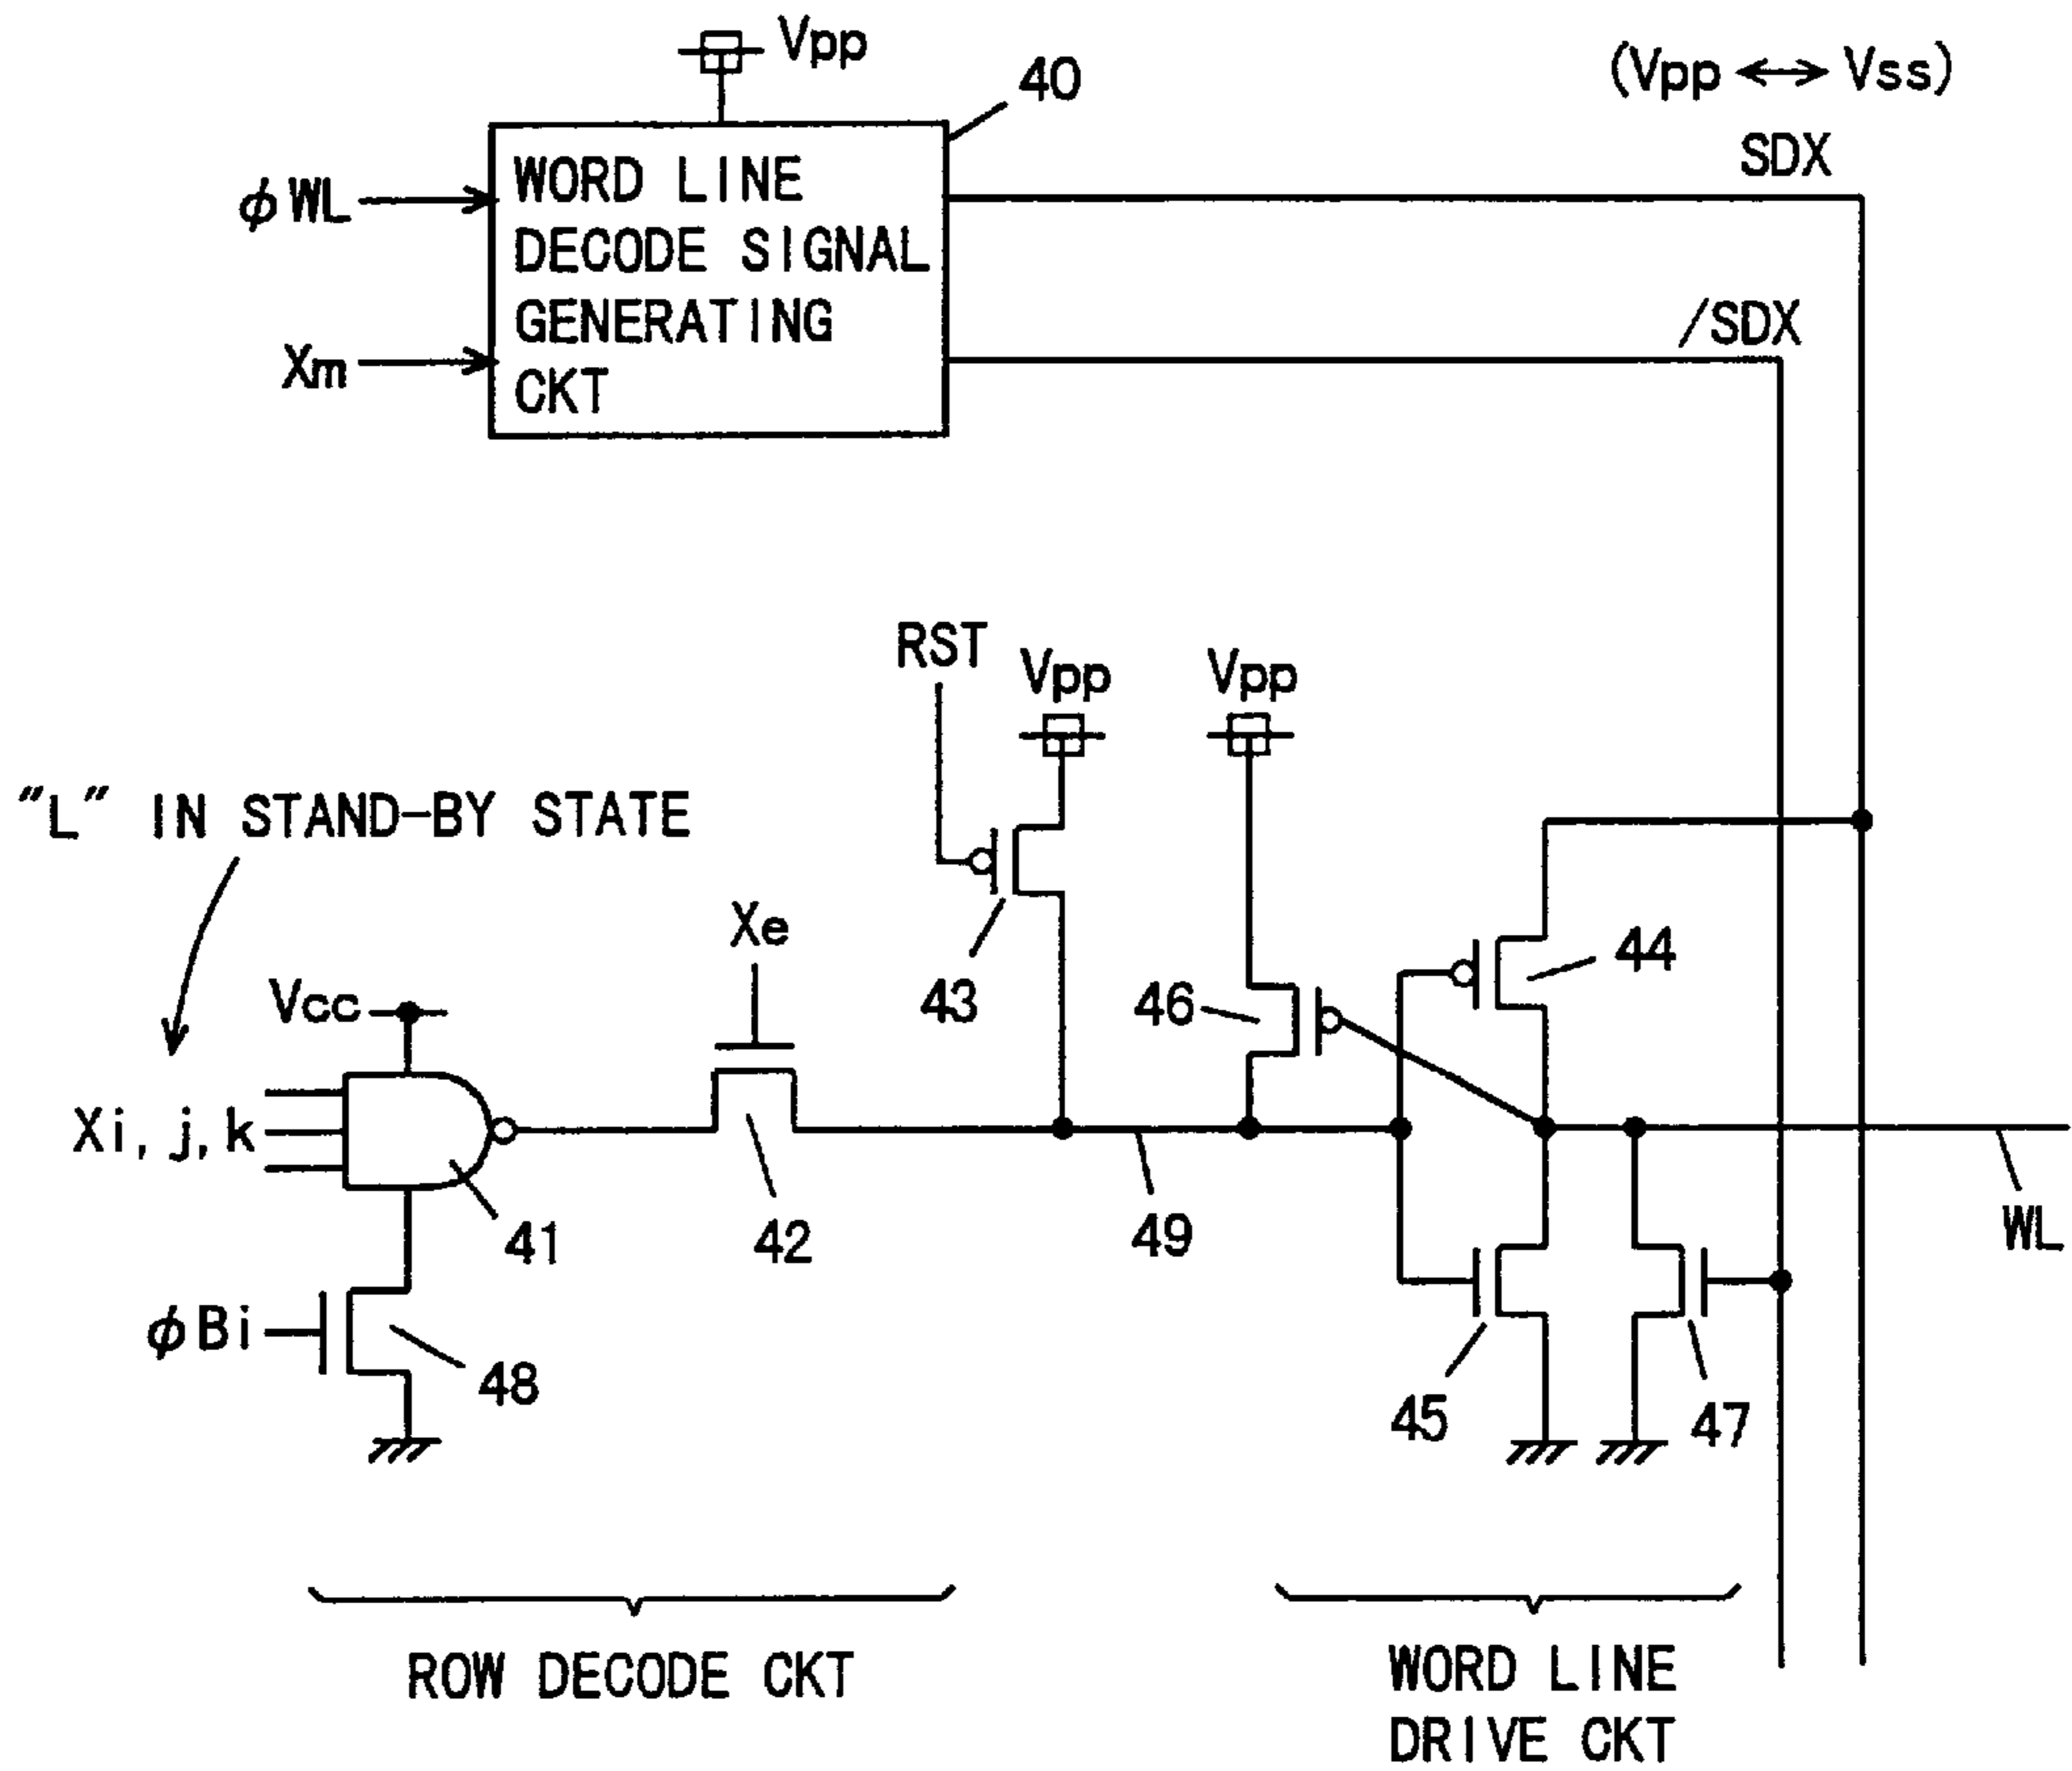 Vpp
40
(Vpp ↔ Vss)
SDX
φWL
WORD LINE
DECODE SIGNAL
GENERATING
CKT
/SDX
Xm
RST
Vpp
Vpp
"L" IN STAND-BY STATE
Xe
43
46
44
Vcc
Xi, j, k
41
42
49
WL
φBi
48
45
47
ROW DECODE CKT
WORD LINE
DRIVE CKT